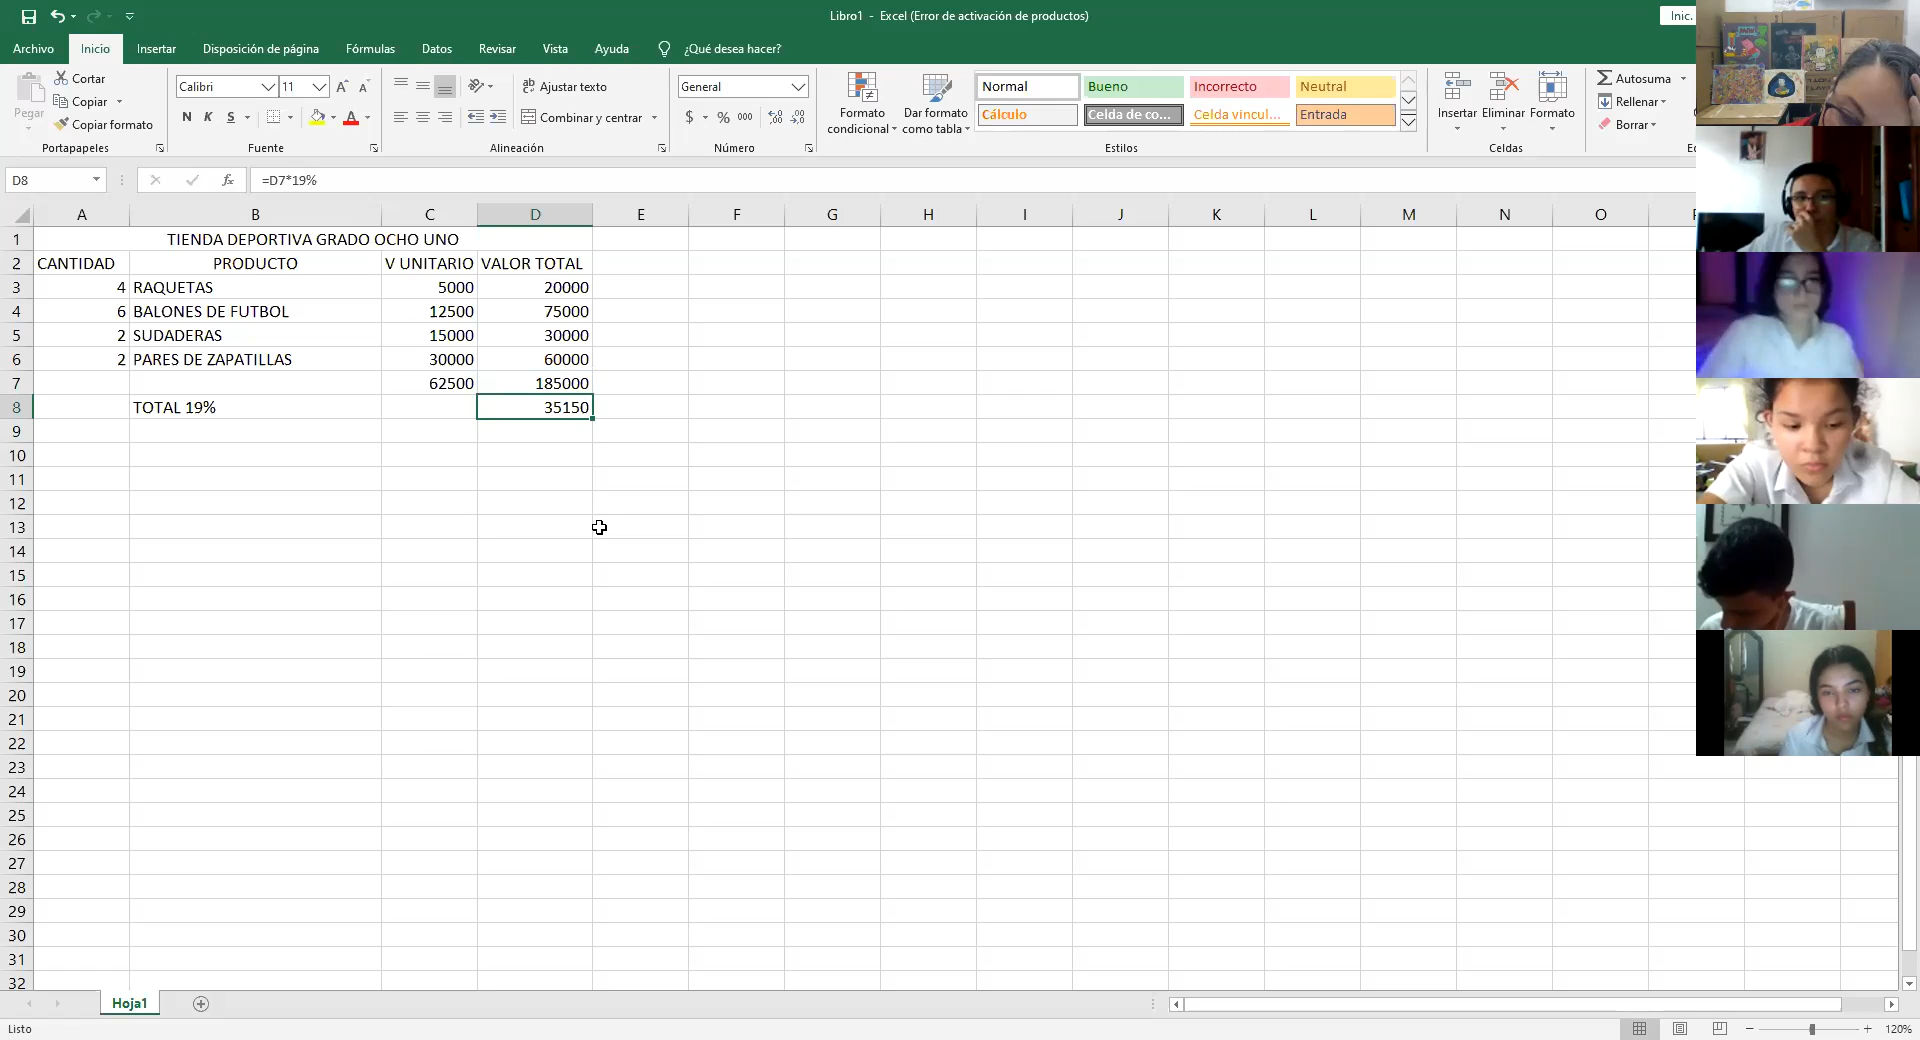 Libro1 - Excel (Error de activación de productos)
Inic.
Archivo Inicio Insertar Disposición de página Fórmulas Datos Revisar Vista Ayuda ¿Qué desea hacer?
Pegar
Cortar
Copiar
Copiar formato
Portapapeles
Calibri 11
N K S
Fuente
Ajustar texto
Combinar y centrar
Alineación
General
$ % 000
Número
Formato condicional
Dar formato como tabla
Normal Bueno Incorrecto Neutral
Cálculo Celda de co... Celda vincul... Entrada
Estilos
Insertar Eliminar Formato
Celdas
Autosuma
Rellenar
Borrar
D8 fx =D7*19%
A B C D E F G H I J K L M N O
1 TIENDA DEPORTIVA GRADO OCHO UNO
2 CANTIDAD PRODUCTO V UNITARIO VALOR TOTAL
3 4 RAQUETAS 5000 20000
4 6 BALONES DE FUTBOL 12500 75000
5 2 SUDADERAS 15000 30000
6 2 PARES DE ZAPATILLAS 30000 60000
7 62500 185000
8 TOTAL 19% 35150
9
10
11
12
13
14
15
16
17
18
19
20
21
22
23
24
25
26
27
28
29
30
31
32
Hoja1
Listo 120%